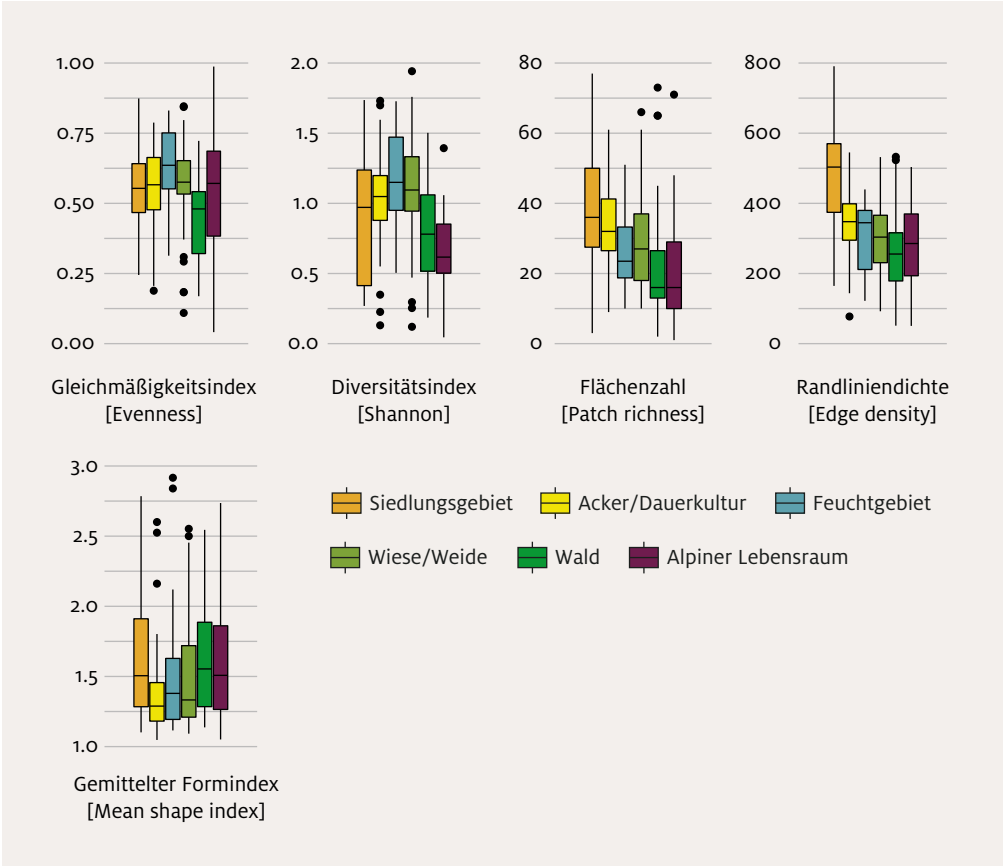 1.00
0.75
0.50
0.25
0.00
Gleichmäßigkeitsindex
[Evenness]
2.0
1.5
1.0
0.5
0.0
Diversitätsindex
[Shannon]
80
60
40
20
0
Flächenzahl
[Patch richness]
800
600
400
200
0
Randliniendichte
[Edge density]
3.0
2.5
2.0
1.5
1.0
Gemittelter Formindex
[Mean shape index]
Siedlungsgebiet Acker/Dauerkultur Feuchtgebiet
Wiese/Weide Wald Alpiner Lebensraum